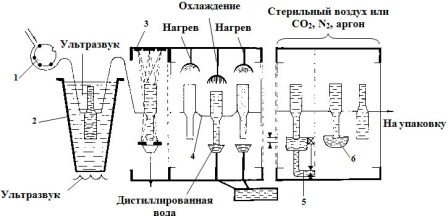 Охлаждение
Стерильный воздух или
CO₂, N₂, аргон
3
Нагрев
Нагрев
Ультразвук
1
2
На упаковку
4
6
Ультразвук
Дистиллированная
вода
5